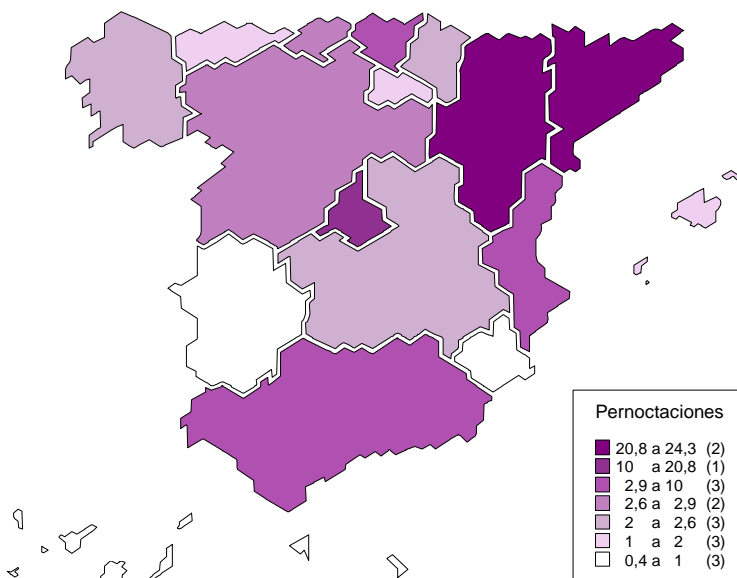 Pernoctaciones
20,8 a 24,3 (2)
10 a 20,8 (1)
2,9 a 10 (3)
2,6 a 2,9 (2)
2 a 2,6 (3)
1 a 2 (3)
0,4 a 1 (3)